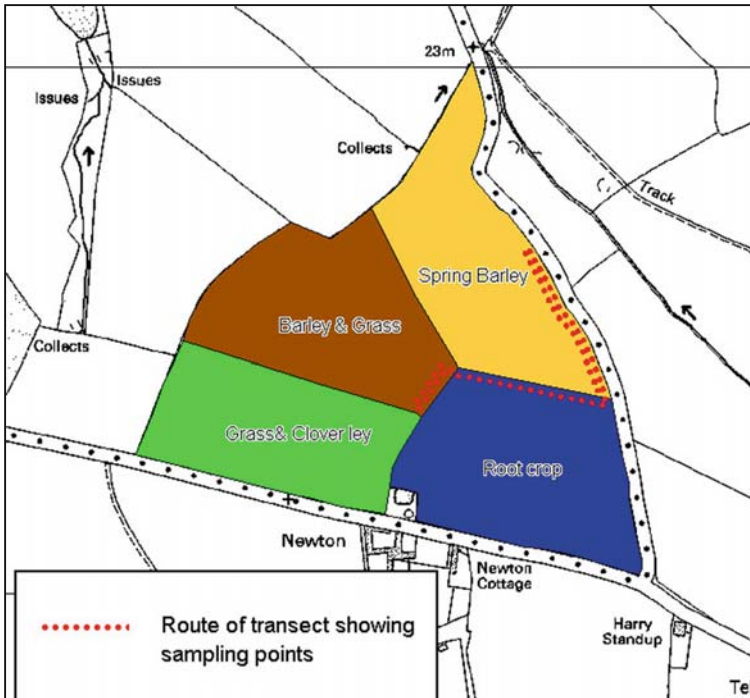 23m
Issues
Issues
Collects
Track
Spring Barley
Barley & Grass
Collects
Grass& Clover ley
Root crop
Newton
Newton
Cottage
Harry
Standup
Te
Route of transect showing
sampling points